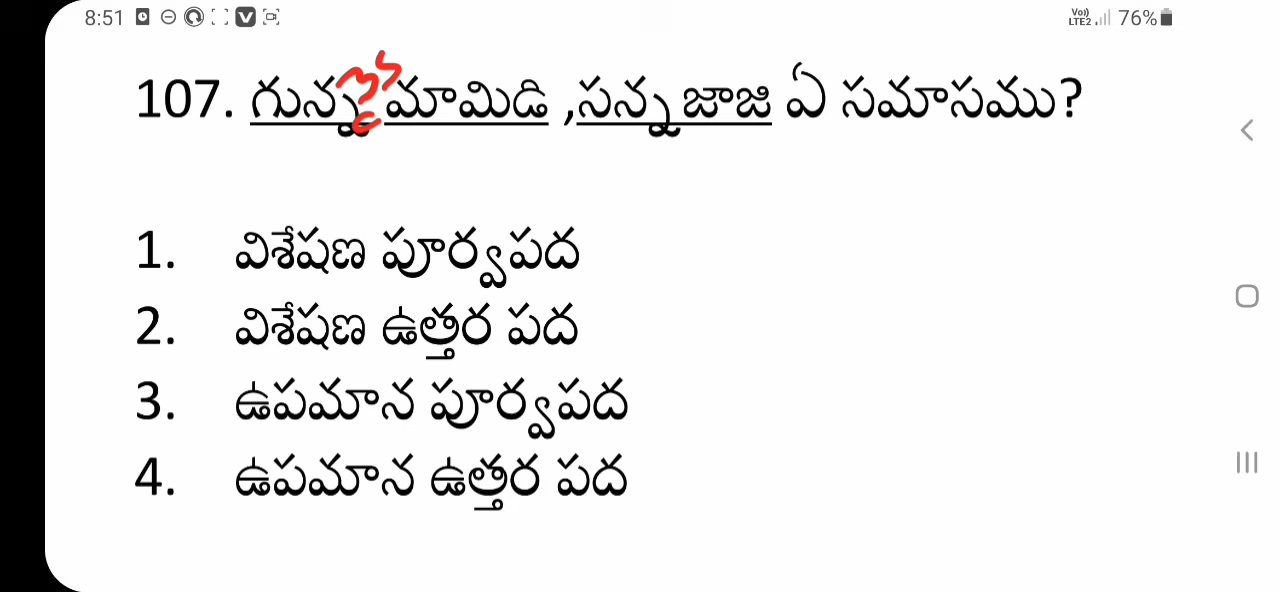 8:51 76%
107. గున్న మామిడి ,సన్న జాజి ఏ సమాసము?
1. విశేషణ పూర్వపద
2. విశేషణ ఉత్తర పద
3. ఉపమాన పూర్వపద
4. ఉపమాన ఉత్తర పద